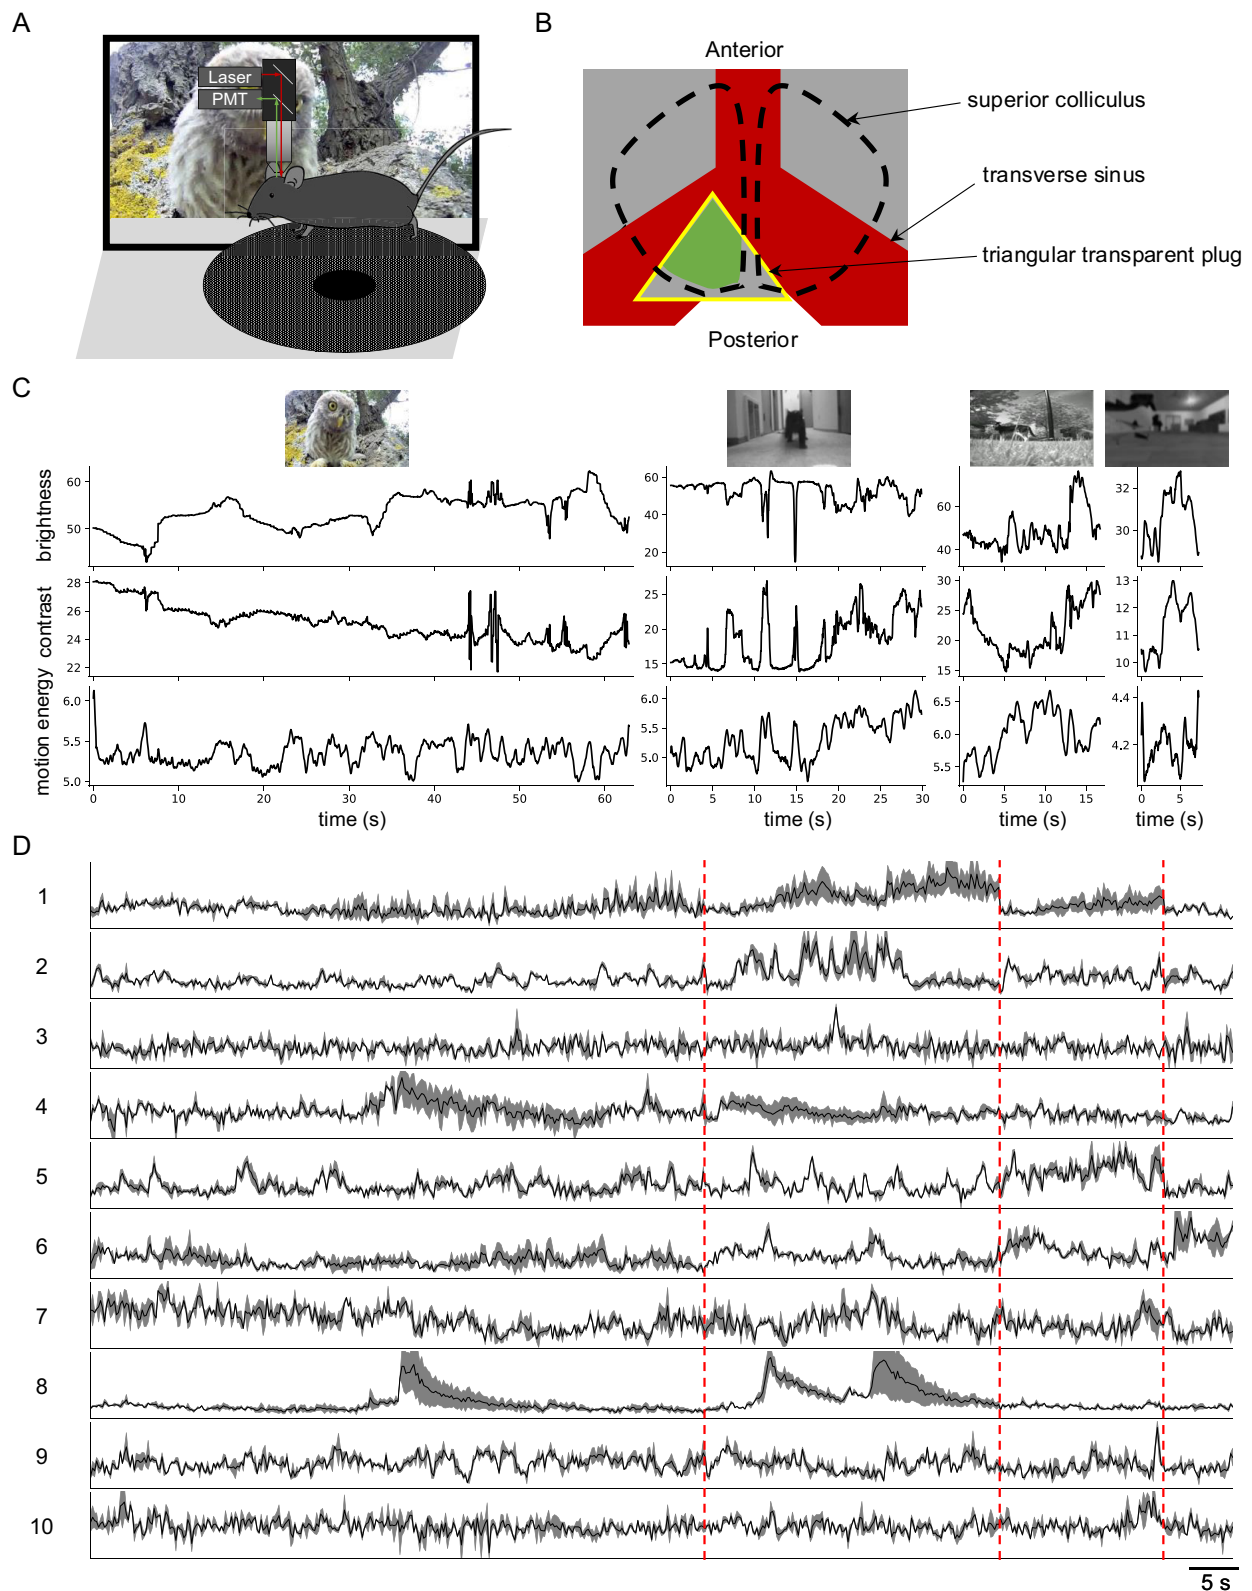 A
Laser
PMT
B
Anterior
superior colliculus
transverse sinus
triangular transparent plug
Posterior
C
brightness
60
50
60
40
20
60
40
32
30
contrast
28
26
24
22
25
20
15
30
25
20
15
13
12
11
10
motion energy
6.0
5.5
5.0
6.0
5.5
5.0
6.5
6.0
5.5
4.4
4.2
0 10 20 30 40 50 60
0 5 10 15 20 25 30
0 5 10 15
0 5
time (s) time (s) time (s) time (s)
D
1
2
3
4
5
6
7
8
9
10
5 s